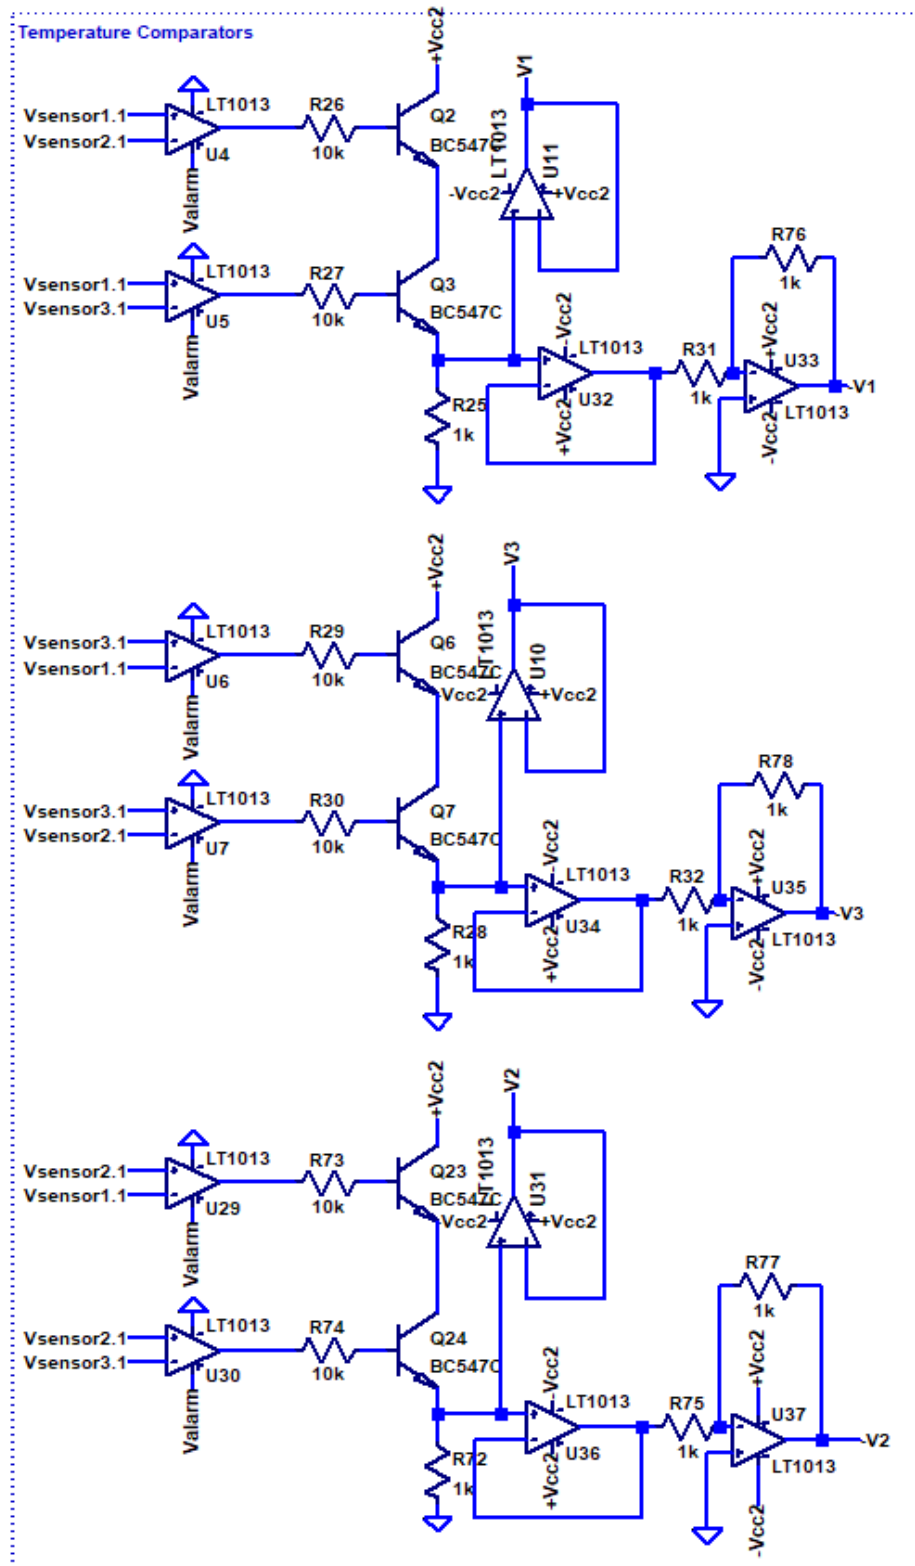 Temperature Comparators
+Vcc2
V1
Vsensor1.1
Vsensor2.1
LT1013
U4
Valarm
R26
10k
Q2
BC547C
LT1013
U11
-Vcc2
+Vcc2
Vsensor1.1
Vsensor3.1
LT1013
U5
Valarm
R27
10k
Q3
BC547C
R25
1k
-Vcc2
LT1013
U32
+Vcc2
R31
1k
R76
1k
+Vcc2
U33
LT1013
-Vcc2
-V1
+Vcc2
V3
Vsensor3.1
Vsensor1.1
LT1013
U6
Valarm
R29
10k
Q6
BC547C
LT1013
U10
-Vcc2
+Vcc2
Vsensor3.1
Vsensor2.1
LT1013
U7
Valarm
R30
10k
Q7
BC547C
R28
1k
-Vcc2
LT1013
U34
+Vcc2
R32
1k
R78
1k
+Vcc2
U35
LT1013
-Vcc2
-V3
+Vcc2
V2
Vsensor2.1
Vsensor1.1
LT1013
U29
Valarm
R73
10k
Q23
BC547C
LT1013
U31
-Vcc2
+Vcc2
Vsensor2.1
Vsensor3.1
LT1013
U30
Valarm
R74
10k
Q24
BC547C
R72
1k
-Vcc2
LT1013
U36
+Vcc2
R75
1k
R77
1k
+Vcc2
U37
LT1013
-Vcc2
-V2